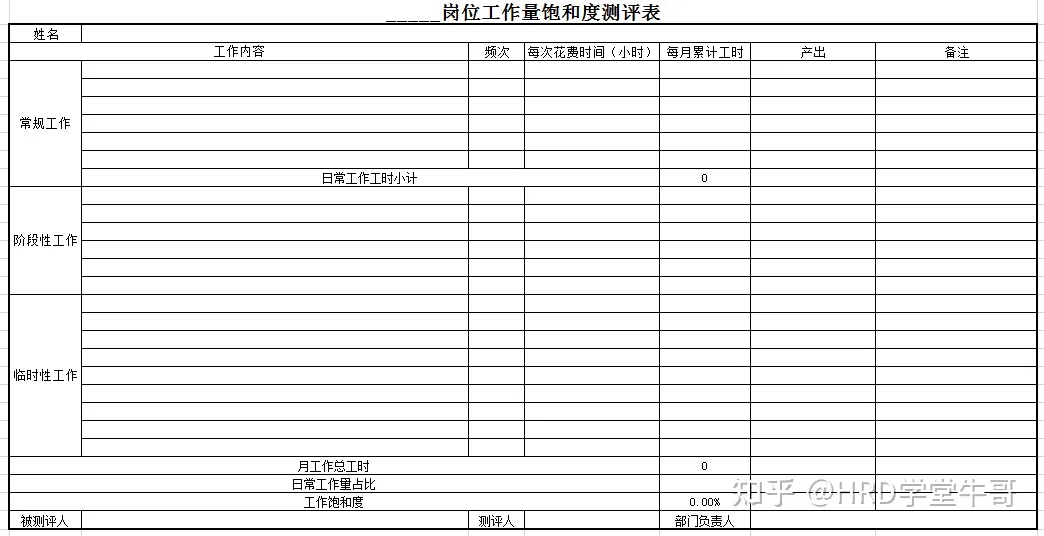 _____岗位工作量饱和度测评表
姓名
工作内容 频次 每次花费时间（小时） 每月累计工时 产出 备注
常规工作
日常工作工时小计 0
阶段性工作
临时性工作
月工作总工时 0
日常工作量占比
工作饱和度 0.00%
知乎 @HRD学堂牛哥
被测评人 测评人 部门负责人